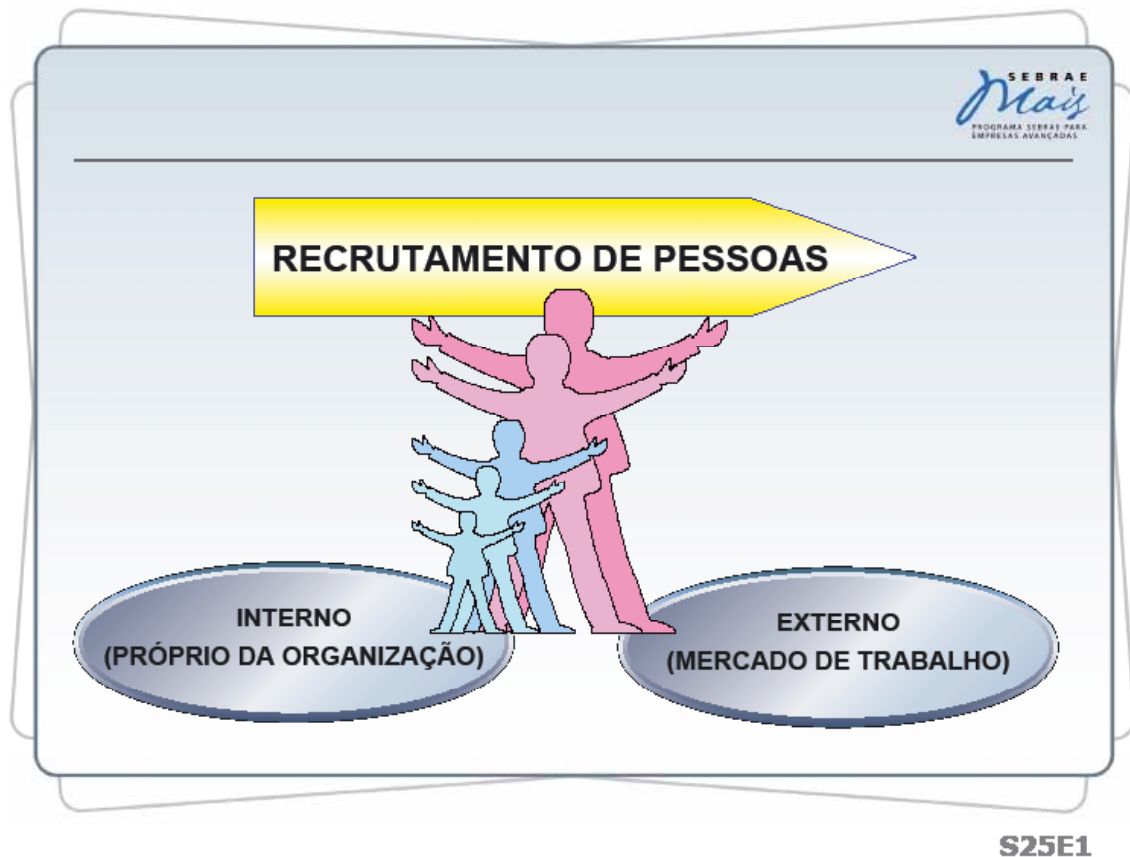 SEBRAE
Mais
PROGRAMA SEBRAE PARA
EMPRESAS AVANÇADAS
RECRUTAMENTO DE PESSOAS
INTERNO
(PRÓPRIO DA ORGANIZAÇÃO)
EXTERNO
(MERCADO DE TRABALHO)
S25E1